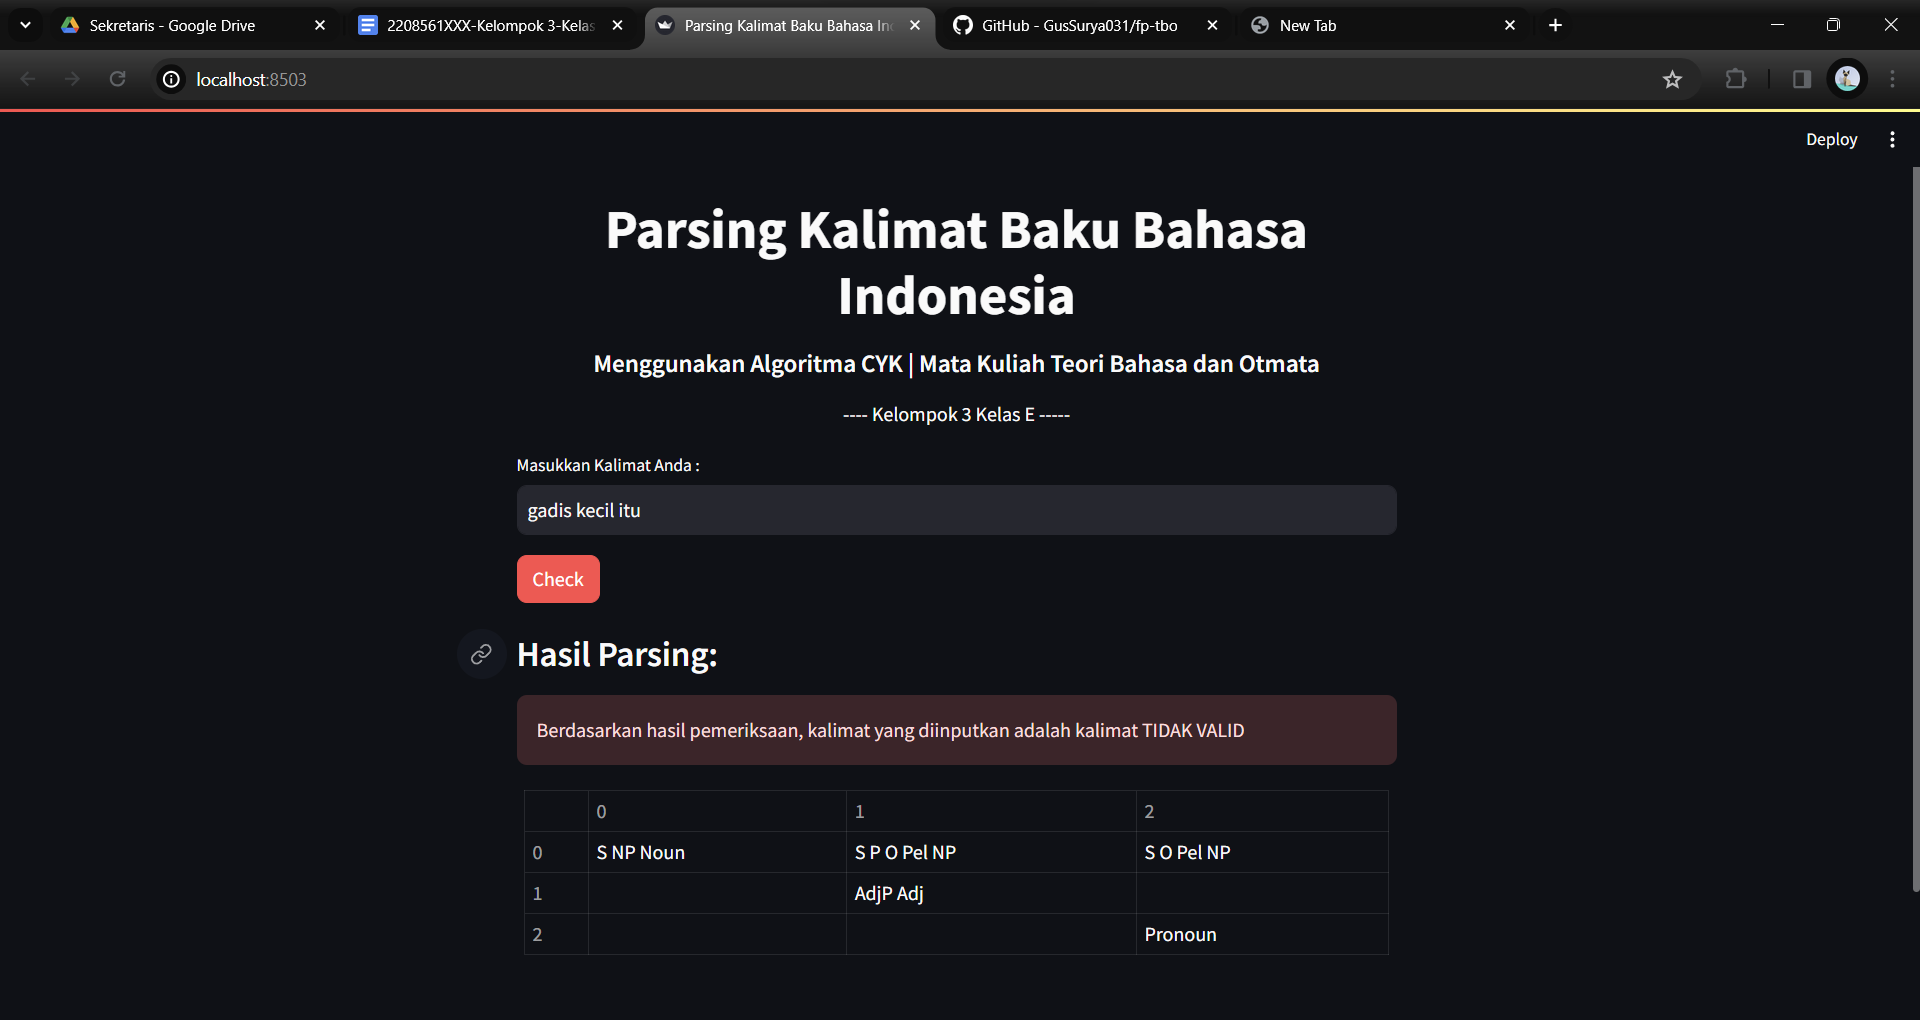 Sekretaris - Google Drive
2208561XXX-Kelompok 3-Kelas
Parsing Kalimat Baku Bahasa In
GitHub - GusSurya031/fp-tbo
New Tab
localhost:8503
Deploy
Parsing Kalimat Baku Bahasa
Indonesia
Menggunakan Algoritma CYK | Mata Kuliah Teori Bahasa dan Otmata
---- Kelompok 3 Kelas E -----
Masukkan Kalimat Anda :
gadis kecil itu
Check
Hasil Parsing:
Berdasarkan hasil pemeriksaan, kalimat yang diinputkan adalah kalimat TIDAK VALID
0 1 2
0 S NP Noun S P O Pel NP S O Pel NP
1 AdjP Adj
2 Pronoun